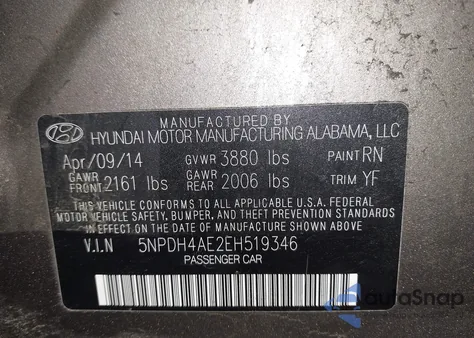 MANUFACTURED BY
HYUNDAI MOTOR MANUFACTURING ALABAMA, LLC
Apr/09/14 GVWR 3880 lbs PAINT RN
GAWR FRONT 2161 lbs GAWR REAR 2006 lbs TRIM YF
THIS VEHICLE CONFORMS TO ALL APPLICABLE U.S.A. FEDERAL
MOTOR VEHICLE SAFETY, BUMPER, AND THEFT PREVENTION STANDARDS
IN EFFECT ON THE DATE OF MANUFACTURE SHOWN ABOVE.
V.I.N 5NPDH4AE2EH519346
PASSENGER CAR
AutoSnap